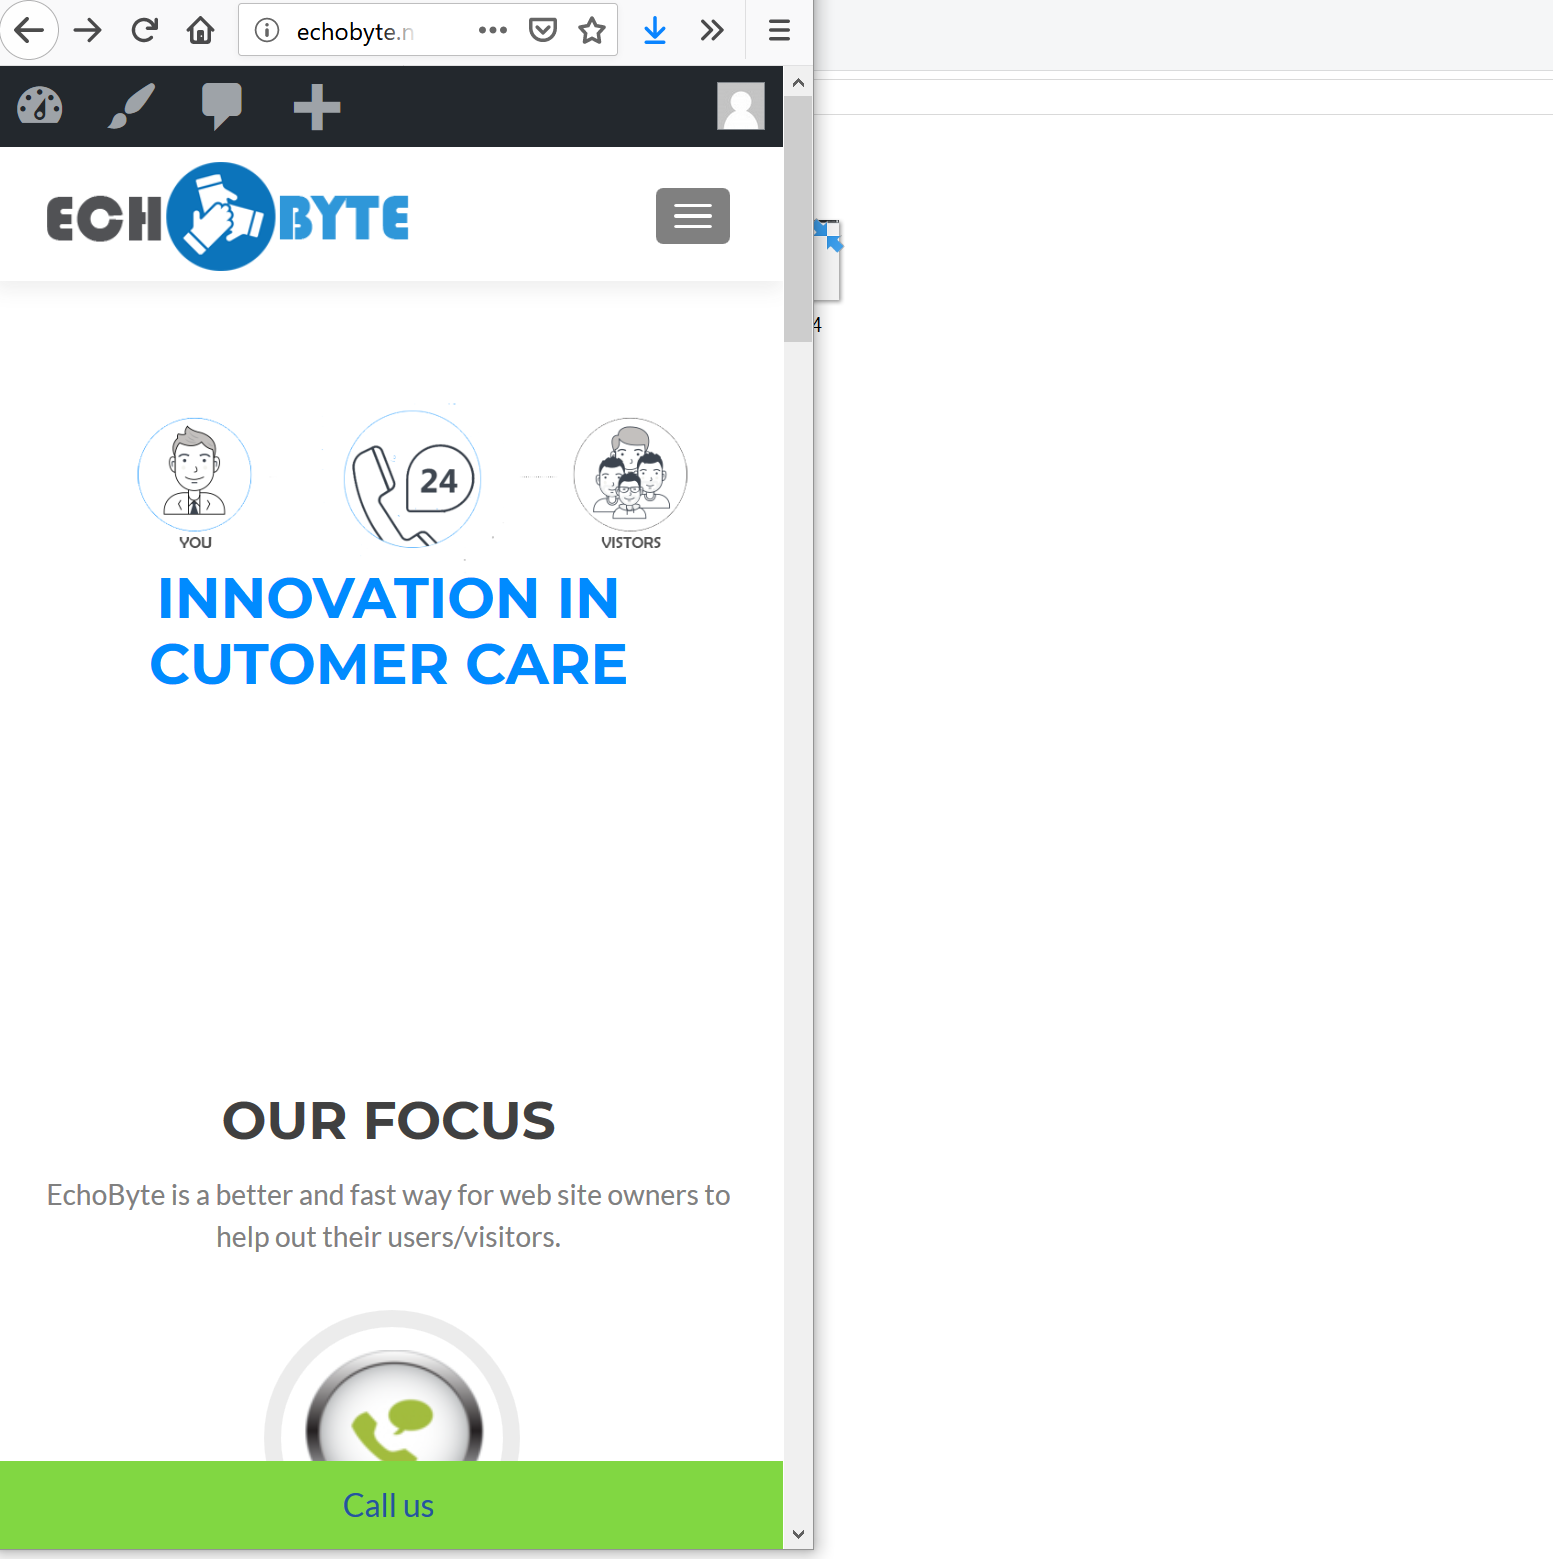 echobyte.n
ECHOBYTE
4
24
YOU
VISTORS
INNOVATION IN
CUTOMER CARE
OUR FOCUS
EchoByte is a better and fast way for web site owners to
help out their users/visitors.
Call us